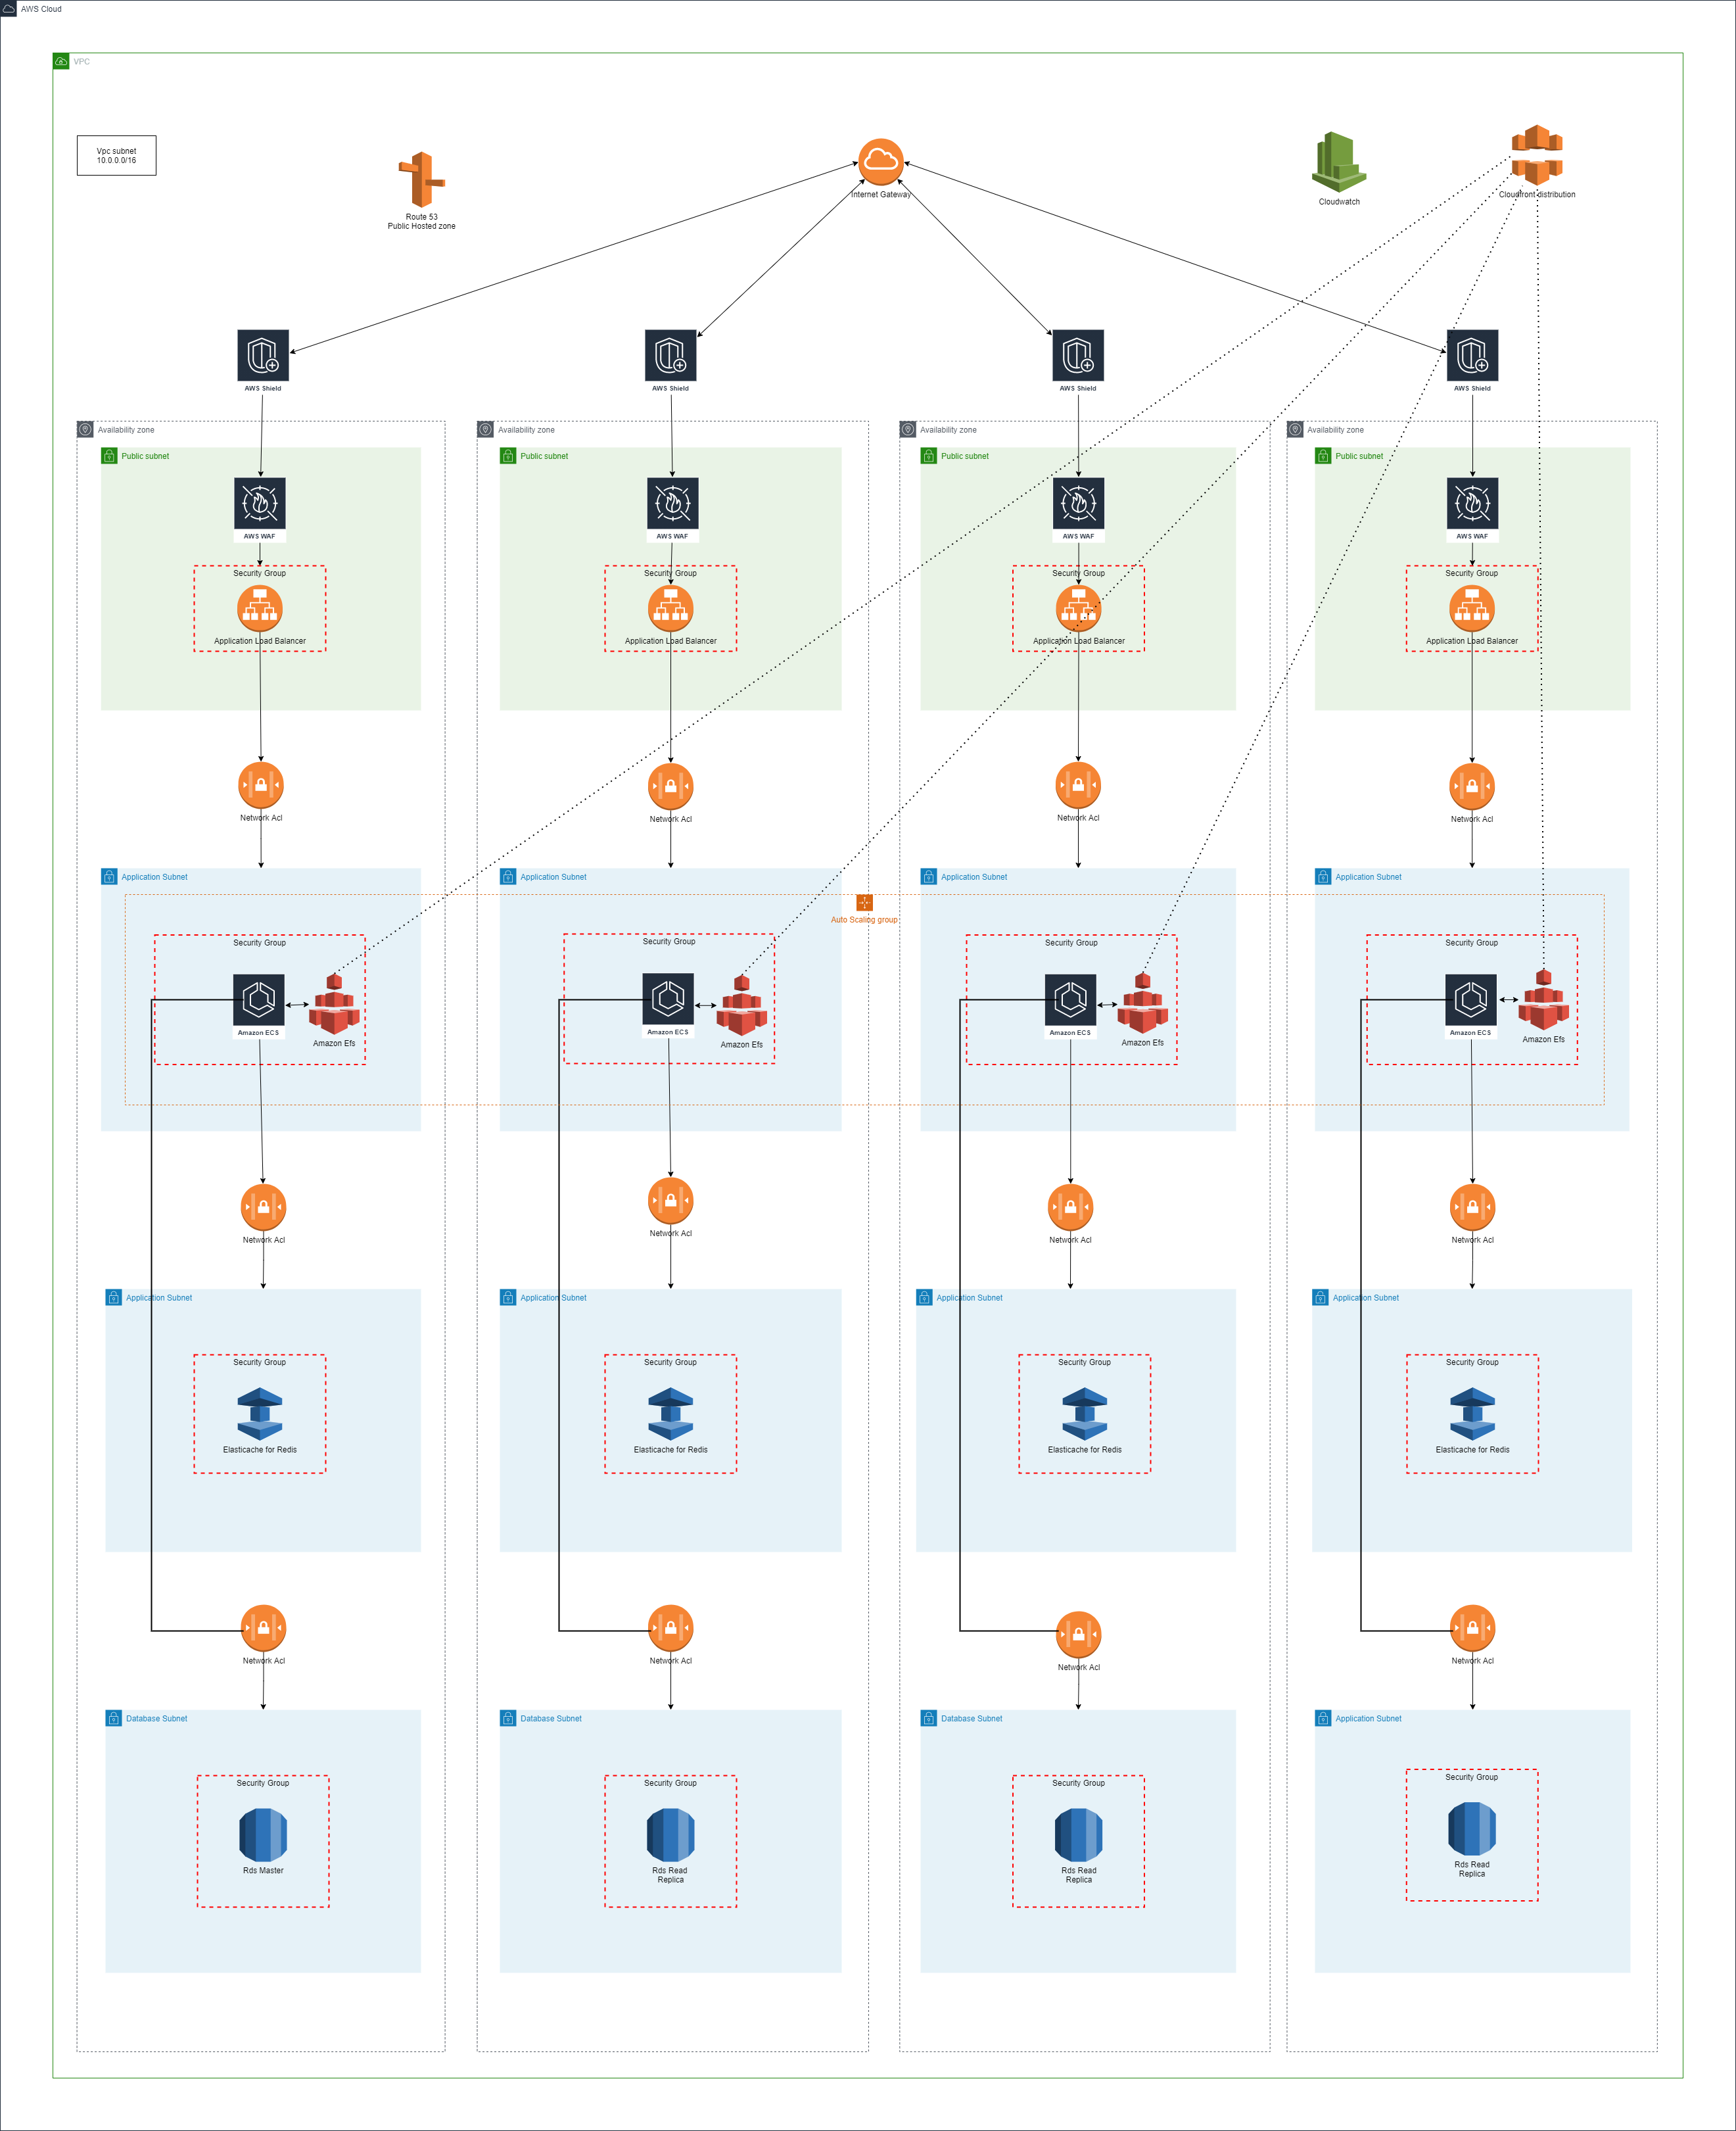 AWS Cloud
VPC
Vpc subnet
10.0.0.0/16
Route 53
Public Hosted zone
Internet Gateway
Cloudwatch
Cloudfront distribution
AWS Shield
AWS Shield
AWS Shield
AWS Shield
Availability zone
Availability zone
Availability zone
Availability zone
Public subnet
Public subnet
Public subnet
Public subnet
AWS WAF
AWS WAF
AWS WAF
AWS WAF
Security Group
Security Group
Security Group
Security Group
Application Load Balancer
Application Load Balancer
Application Load Balancer
Application Load Balancer
Network Acl
Network Acl
Network Acl
Network Acl
Application Subnet
Application Subnet
Application Subnet
Application Subnet
Auto Scaling group
Security Group
Security Group
Security Group
Security Group
Amazon ECS
Amazon Efs
Amazon ECS
Amazon Efs
Amazon ECS
Amazon Efs
Amazon ECS
Amazon Efs
Network Acl
Network Acl
Network Acl
Network Acl
Application Subnet
Application Subnet
Application Subnet
Application Subnet
Security Group
Security Group
Security Group
Security Group
Elasticache for Redis
Elasticache for Redis
Elasticache for Redis
Elasticache for Redis
Network Acl
Network Acl
Network Acl
Network Acl
Database Subnet
Database Subnet
Database Subnet
Application Subnet
Security Group
Security Group
Security Group
Security Group
Rds Master
Rds Read
Replica
Rds Read
Replica
Rds Read
Replica